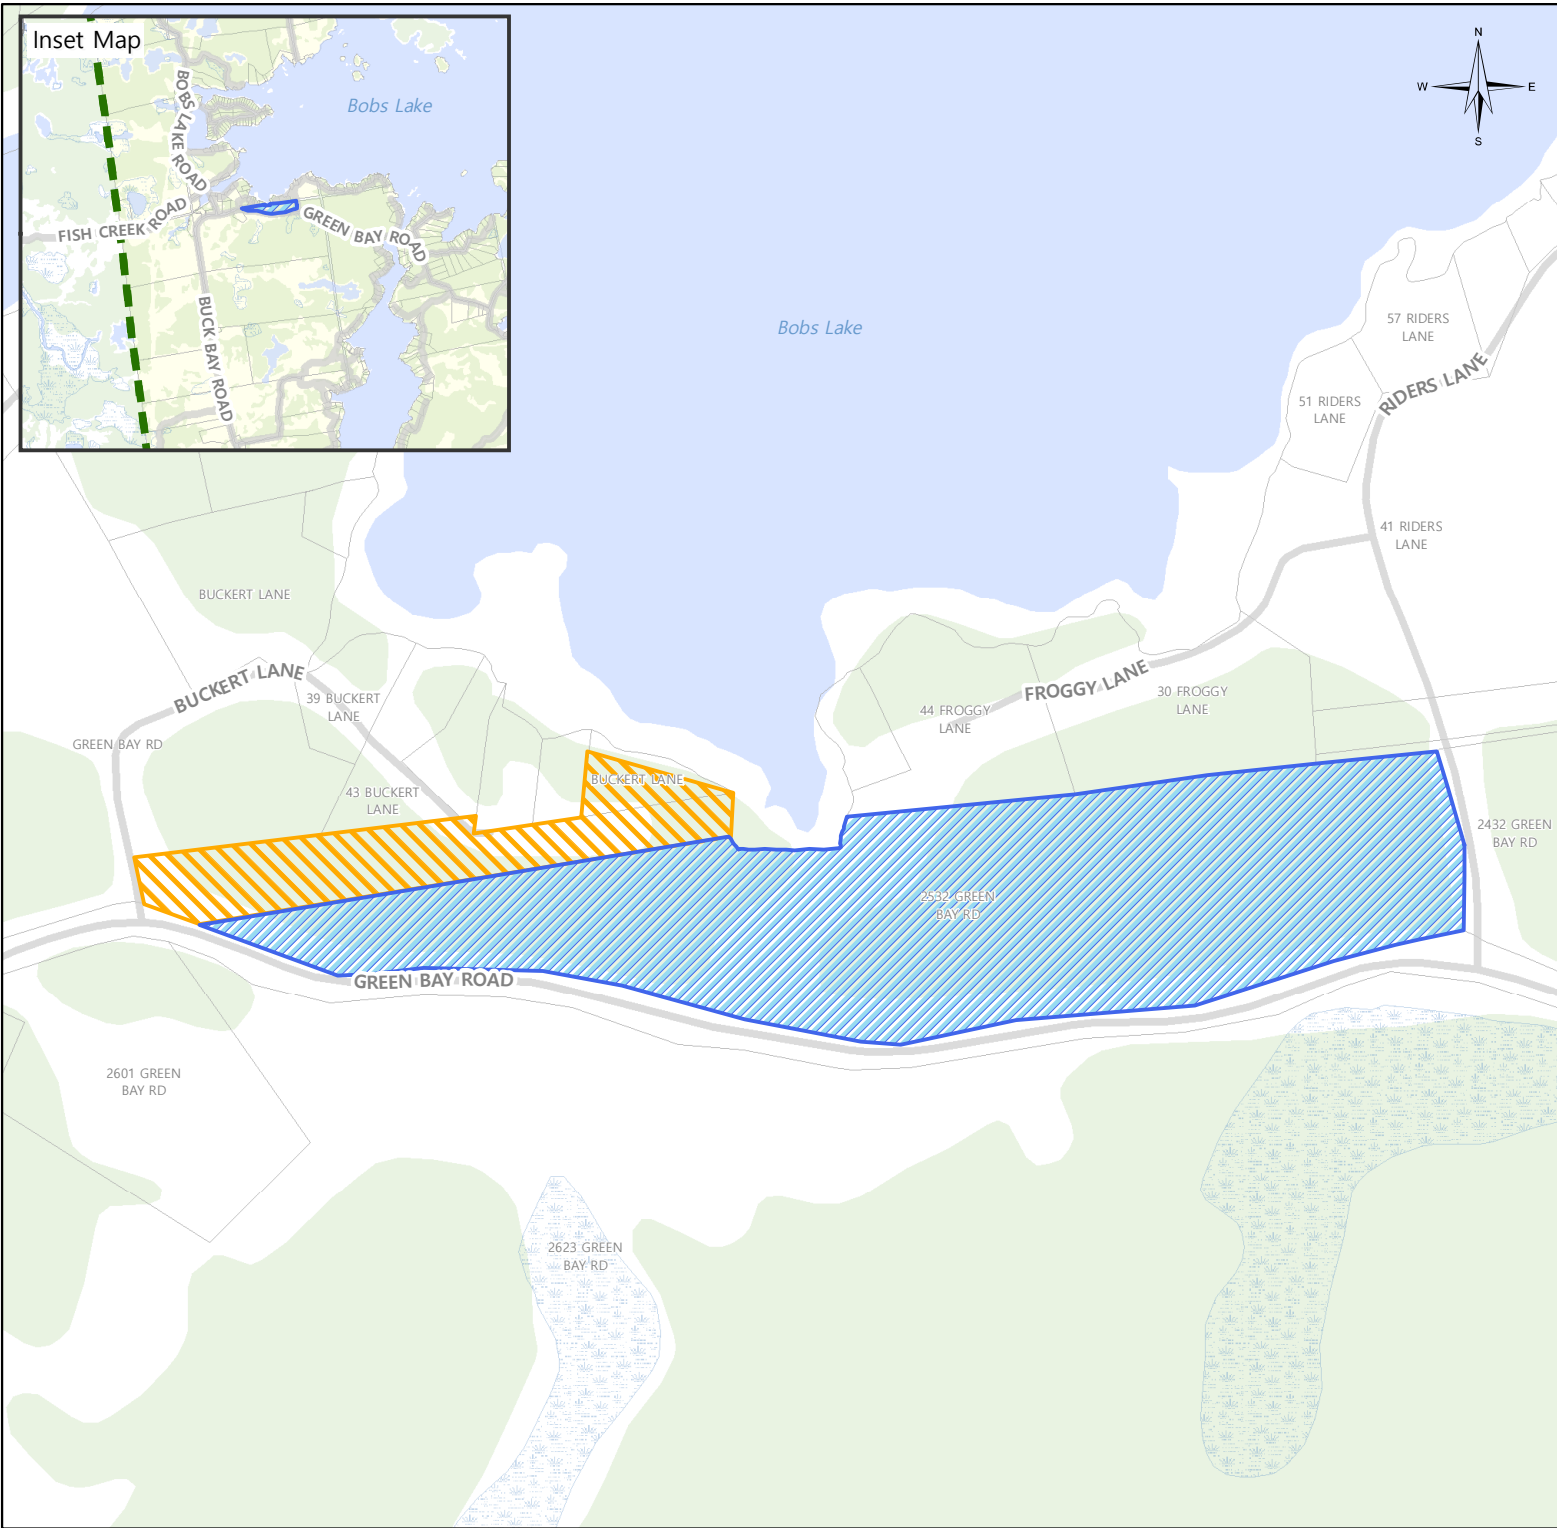 Inset Map
BOBS LAKE ROAD
Bobs Lake
FISH CREEK ROAD
GREEN BAY ROAD
BUCK BAY ROAD
N
W
E
S
Bobs Lake
57 RIDERS
LANE
RIDERS LANE
51 RIDERS
LANE
41 RIDERS
LANE
BUCKERT LANE
BUCKERT LANE
39 BUCKERT
LANE
GREEN BAY RD
43 BUCKERT
LANE
BUCKERT LANE
FROGGY LANE
44 FROGGY
LANE
30 FROGGY
LANE
2432 GREEN
BAY RD
2532 GREEN
BAY RD
GREEN BAY ROAD
2601 GREEN
BAY RD
2623 GREEN
BAY RD